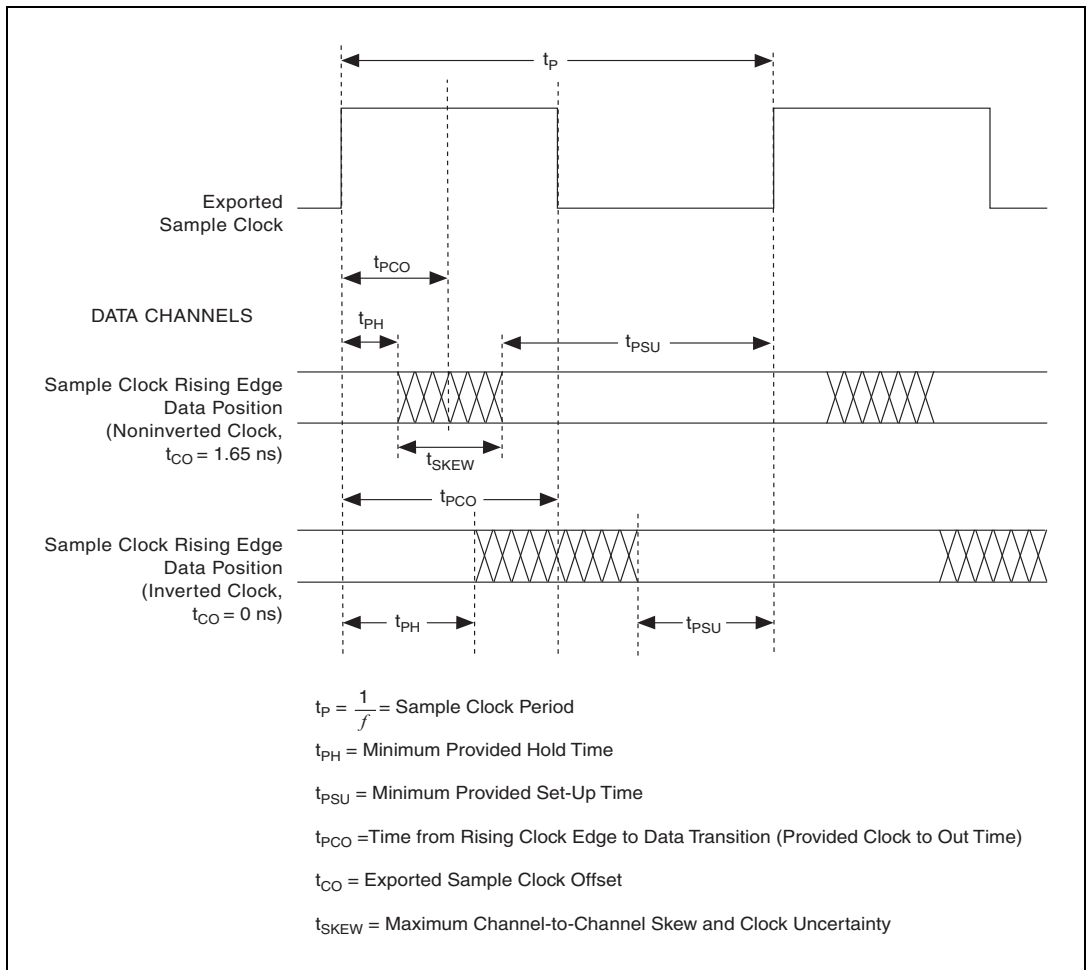 tP
Exported
Sample Clock
tPCO
DATA CHANNELS
tPH
tPSU
Sample Clock Rising Edge
Data Position
(Noninverted Clock,
tCO = 1.65 ns)
tSKEW
tPCO
Sample Clock Rising Edge
Data Position
(Inverted Clock,
tCO = 0 ns)
tPH
tPSU
tP = 1/f = Sample Clock Period
tPH = Minimum Provided Hold Time
tPSU = Minimum Provided Set-Up Time
tPCO =Time from Rising Clock Edge to Data Transition (Provided Clock to Out Time)
tCO = Exported Sample Clock Offset
tSKEW = Maximum Channel-to-Channel Skew and Clock Uncertainty